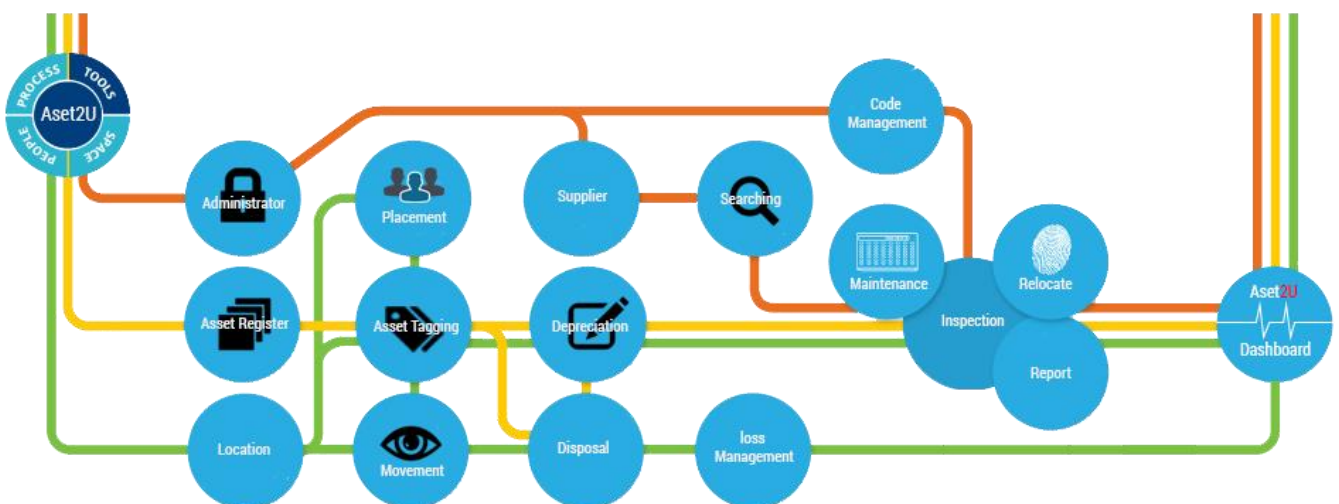 PROCESS
TOOLS
Aset2U
PEOPLE
SPACE
Code
Management
Administrator
Placement
Supplier
Searching
Maintenance
Relocate
Asset Register
Asset Tagging
Depreciation
Inspection
Aset2U
Dashboard
Report
Location
Movement
Disposal
loss
Management